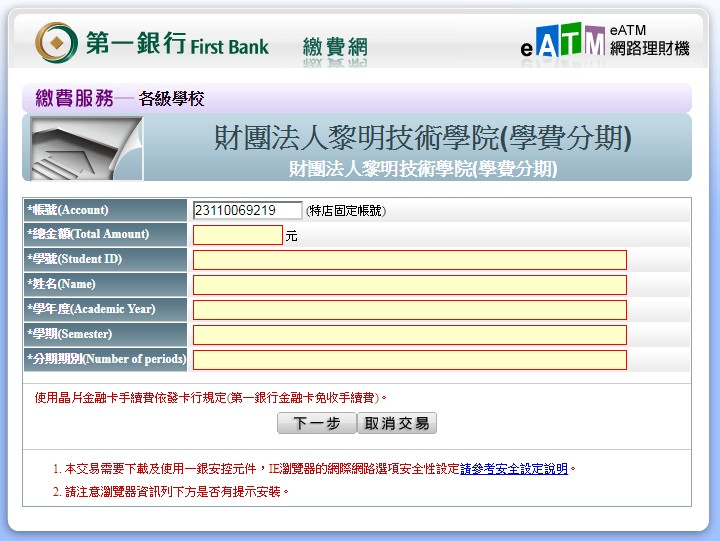 第一銀行 First Bank 繳費網
eATM
eATM
網路理財機
繳費服務— 各級學校
財團法人黎明技術學院(學費分期)
財團法人黎明技術學院(學費分期)
*帳號(Account) 23110069219 (特店固定帳號)
*總金額(Total Amount) 元
*學號(Student ID)
*姓名(Name)
*學年度(Academic Year)
*學期(Semester)
*分期期別(Number of periods)
使用晶片金融卡手續費依發卡行規定(第一銀行金融卡免收手續費)。
下一步 取消交易
1. 本交易需要下載及使用一銀安控元件，IE瀏覽器的網際網路選項安全性設定請參考安全設定說明。
2. 請注意瀏覽器資訊列下方是否有提示安裝。